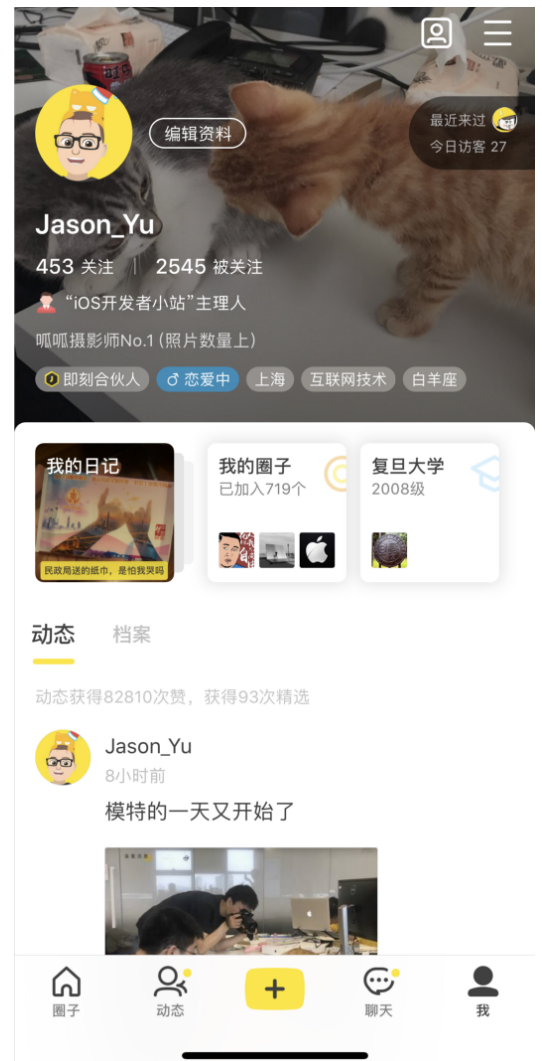 编辑资料
最近来过
今日访客 27
Jason_Yu
453 关注 | 2545 被关注
“iOS开发者小站”主理人
呱呱摄影师No.1 (照片数量上)
即刻合伙人 恋爱中 上海 互联网技术 白羊座
我的日记
民政局送的纸巾，是怕我哭吗
我的圈子
已加入719个
复旦大学
2008级
动态 档案
动态获得82810次赞，获得93次精选
Jason_Yu
8小时前
模特的一天又开始了
圈子 动态 聊天 我